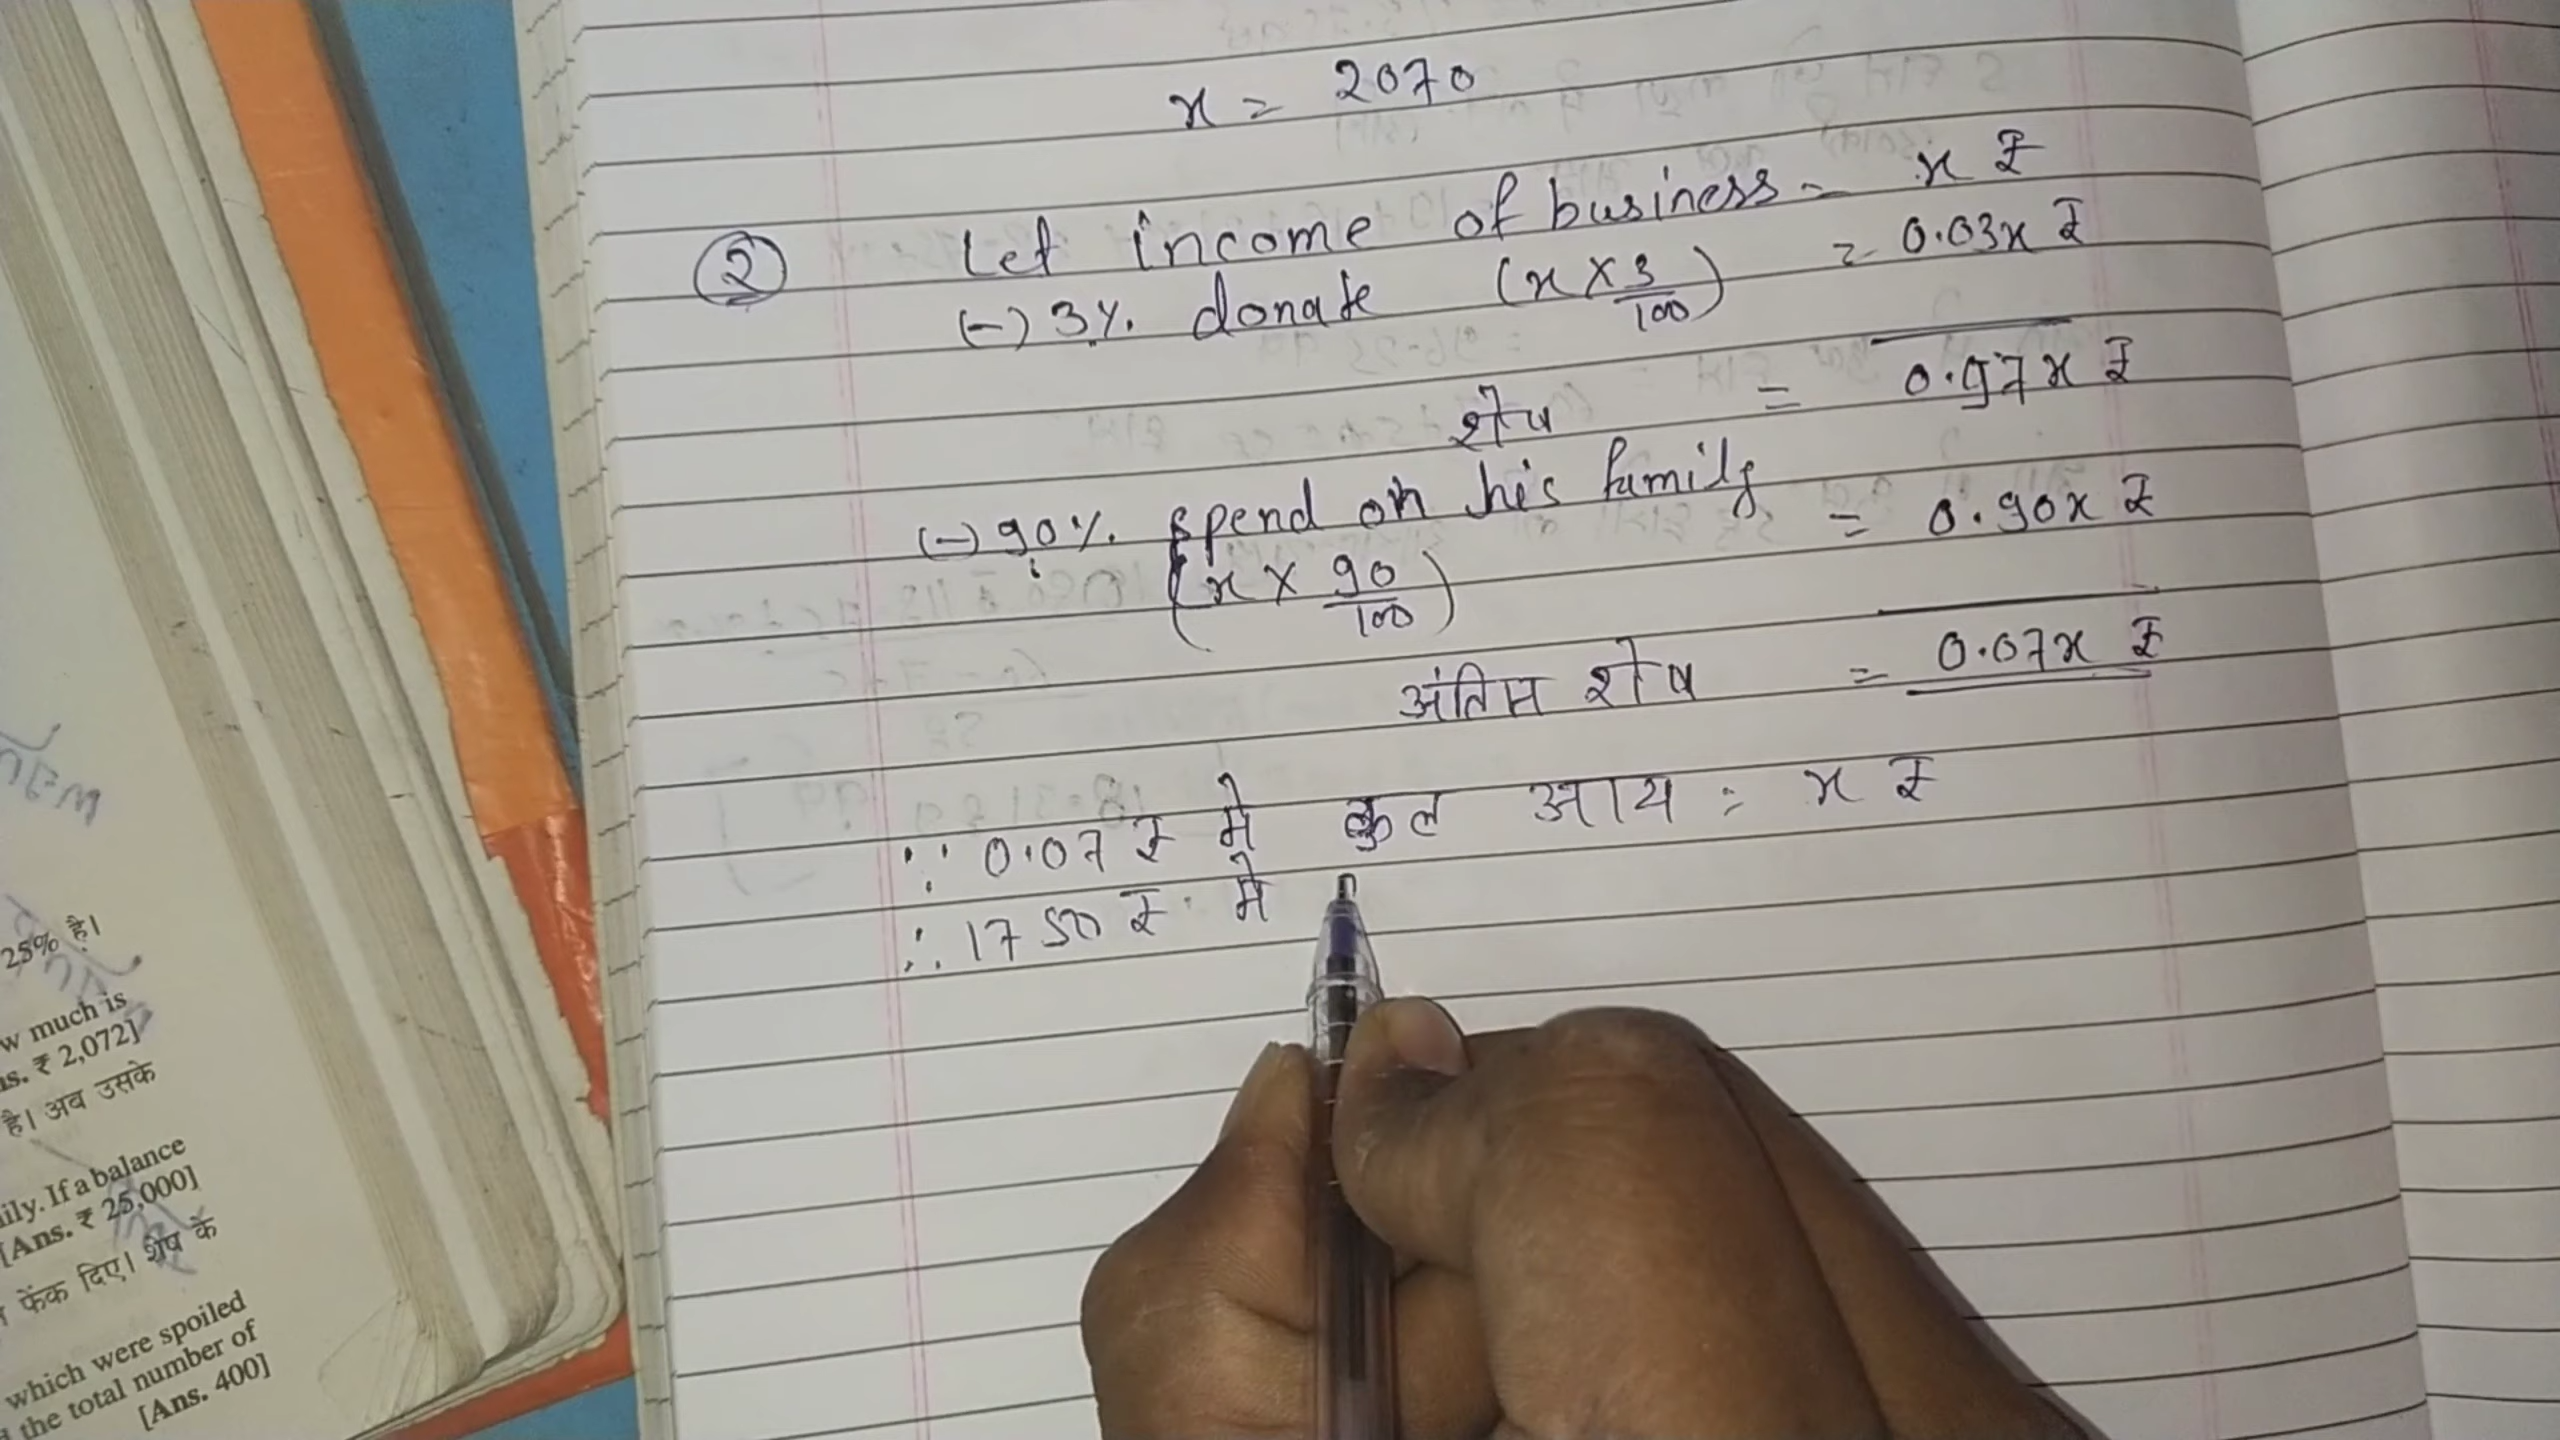 x = 2070
② Let income of business = x ₹
(-) 3%. donate (x × 3/100) = 0.03x ₹
शेष = 0.97x ₹
(-) 90%. spend on his family = 0.90x ₹
(x × 90/100)
अंतिम शेष = 0.07x ₹
∵ 0.07 ₹ मे कुल आय = x ₹
∴ 1750 ₹ मे
25% है।
w much is
ns. ₹ 2,072]
है। अब उसके
ily. If a balance
[Ans. ₹ 25,000]
फेंक दिए। शेष के
which were spoiled
the total number of
[Ans. 400]